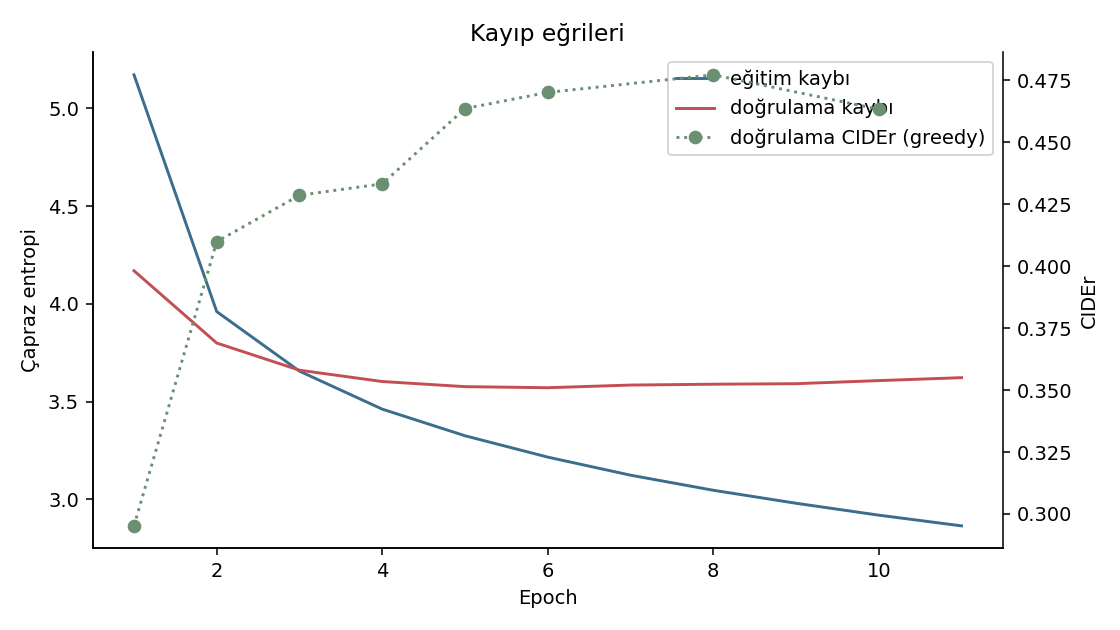 Kayıp eğrileri
eğitim kaybı
doğrulama kaybı
doğrulama CIDEr (greedy)
Çapraz entropi
5.0
4.5
4.0
3.5
3.0
0.475
0.450
0.425
0.400
0.375
0.350
0.325
0.300
CIDEr
2
4
6
8
10
Epoch